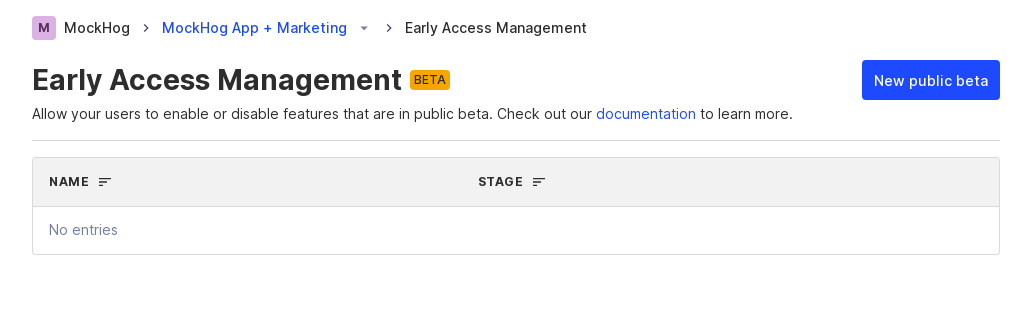 M MockHog MockHog App + Marketing Early Access Management
Early Access Management BETA
New public beta
Allow your users to enable or disable features that are in public beta. Check out our documentation to learn more.
NAME STAGE
No entries